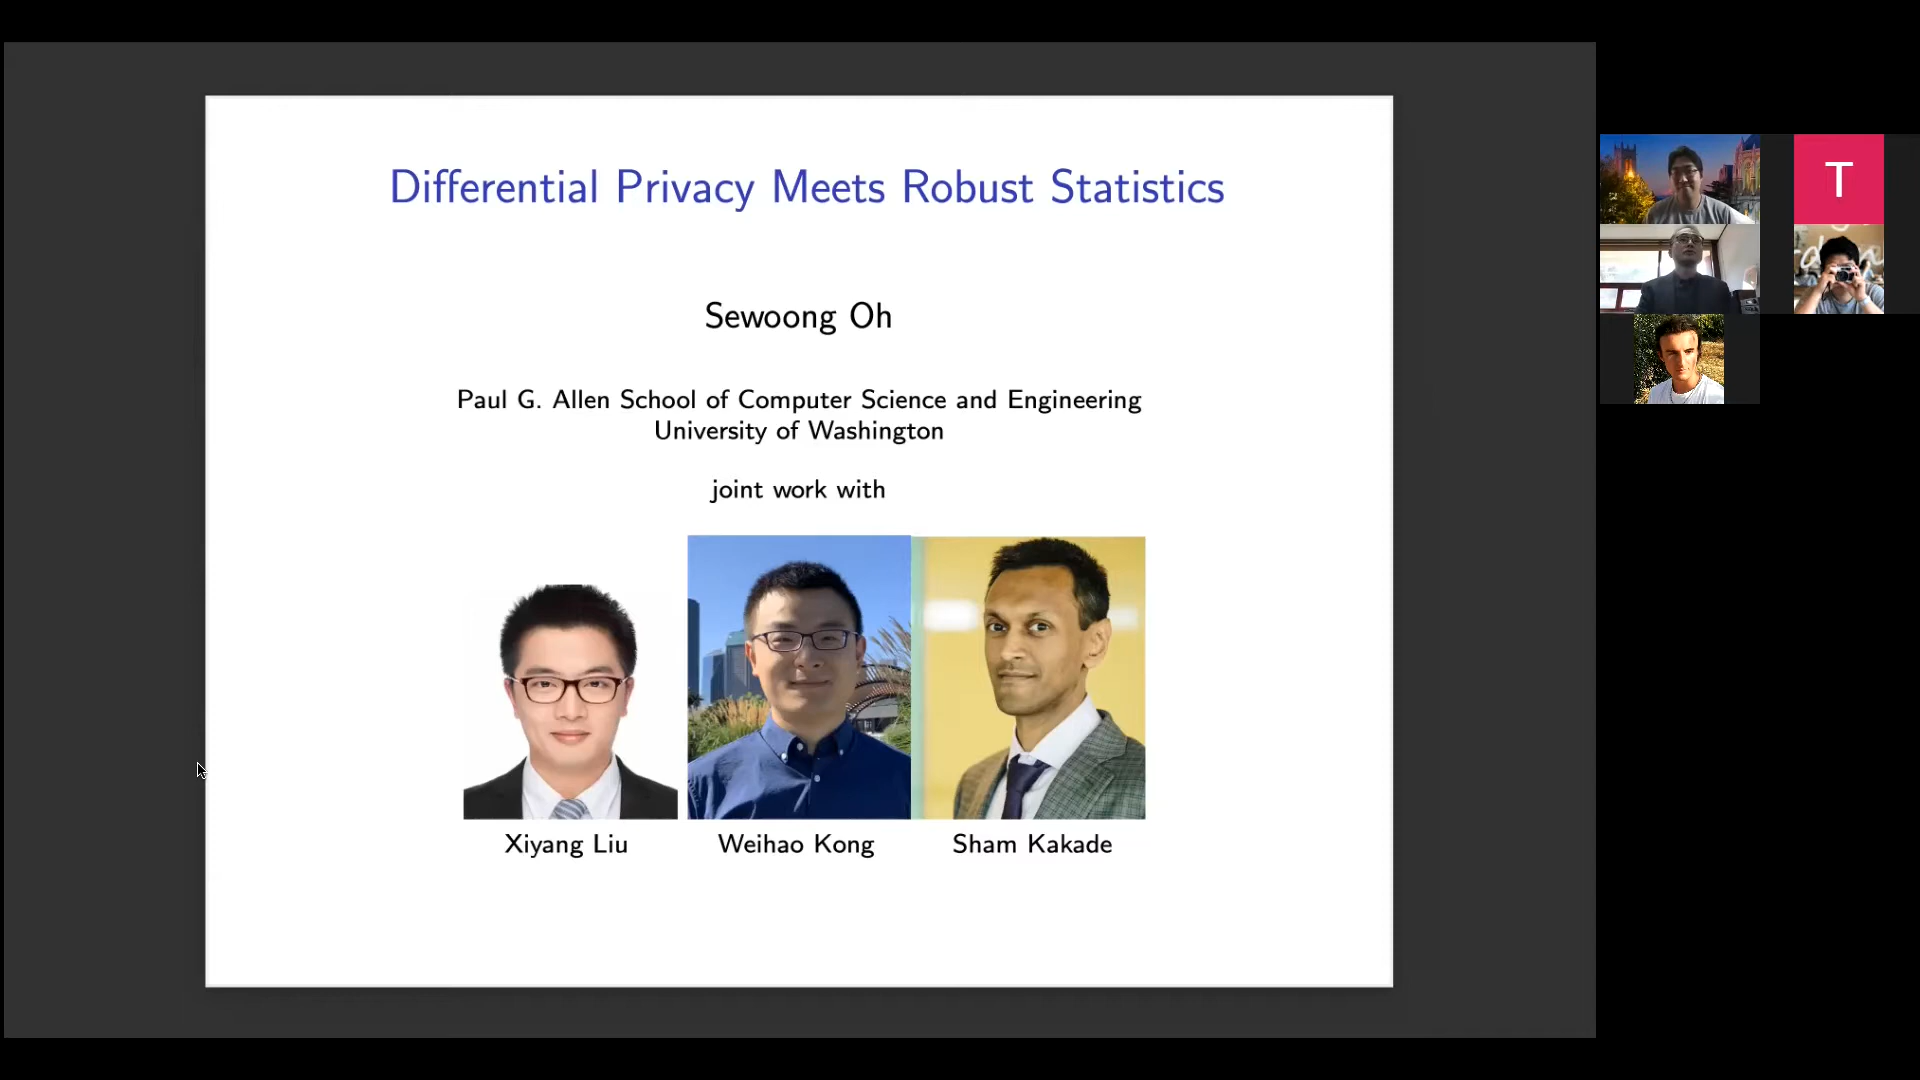 Differential Privacy Meets Robust Statistics
Sewoong Oh
Paul G. Allen School of Computer Science and Engineering
University of Washington
joint work with
Xiyang Liu
Weihao Kong
Sham Kakade
T